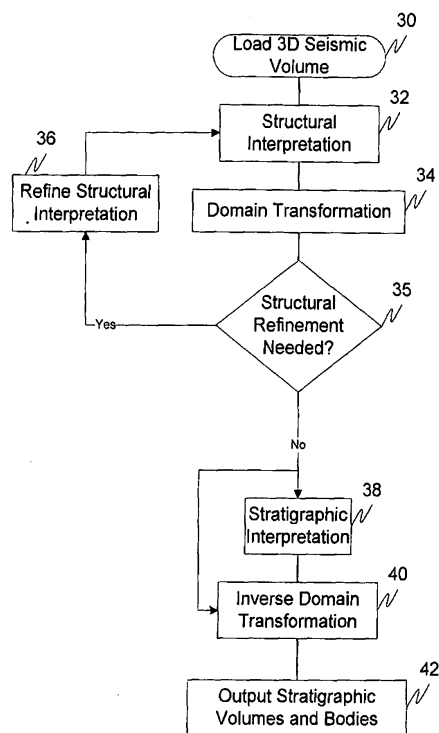 30
Load 3D Seismic
Volume
32
Structural
Interpretation
36
Refine Structural
Interpretation
34
Domain Transformation
35
Structural
Refinement
Needed?
Yes
No
38
Stratigraphic
Interpretation
40
Inverse Domain
Transformation
42
Output Stratigraphic
Volumes and Bodies